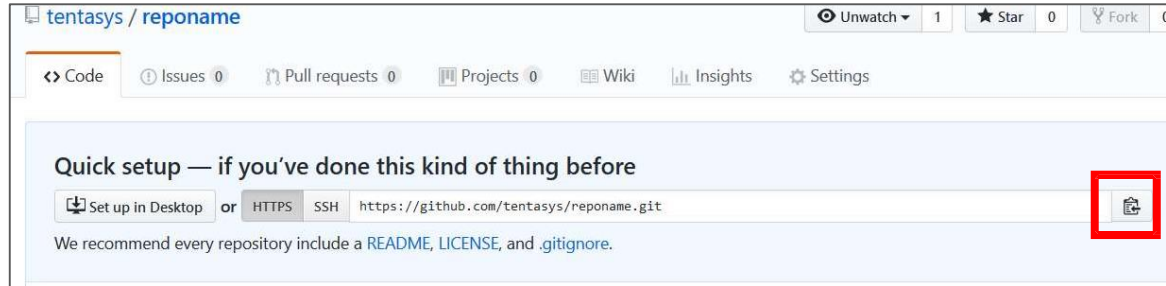 tentasys / reponame
Unwatch 1 Star 0 Fork
Code Issues 0 Pull requests 0 Projects 0 Wiki Insights Settings
Quick setup — if you’ve done this kind of thing before
Set up in Desktop or HTTPS SSH https://github.com/tentasys/reponame.git
We recommend every repository include a README, LICENSE, and .gitignore.